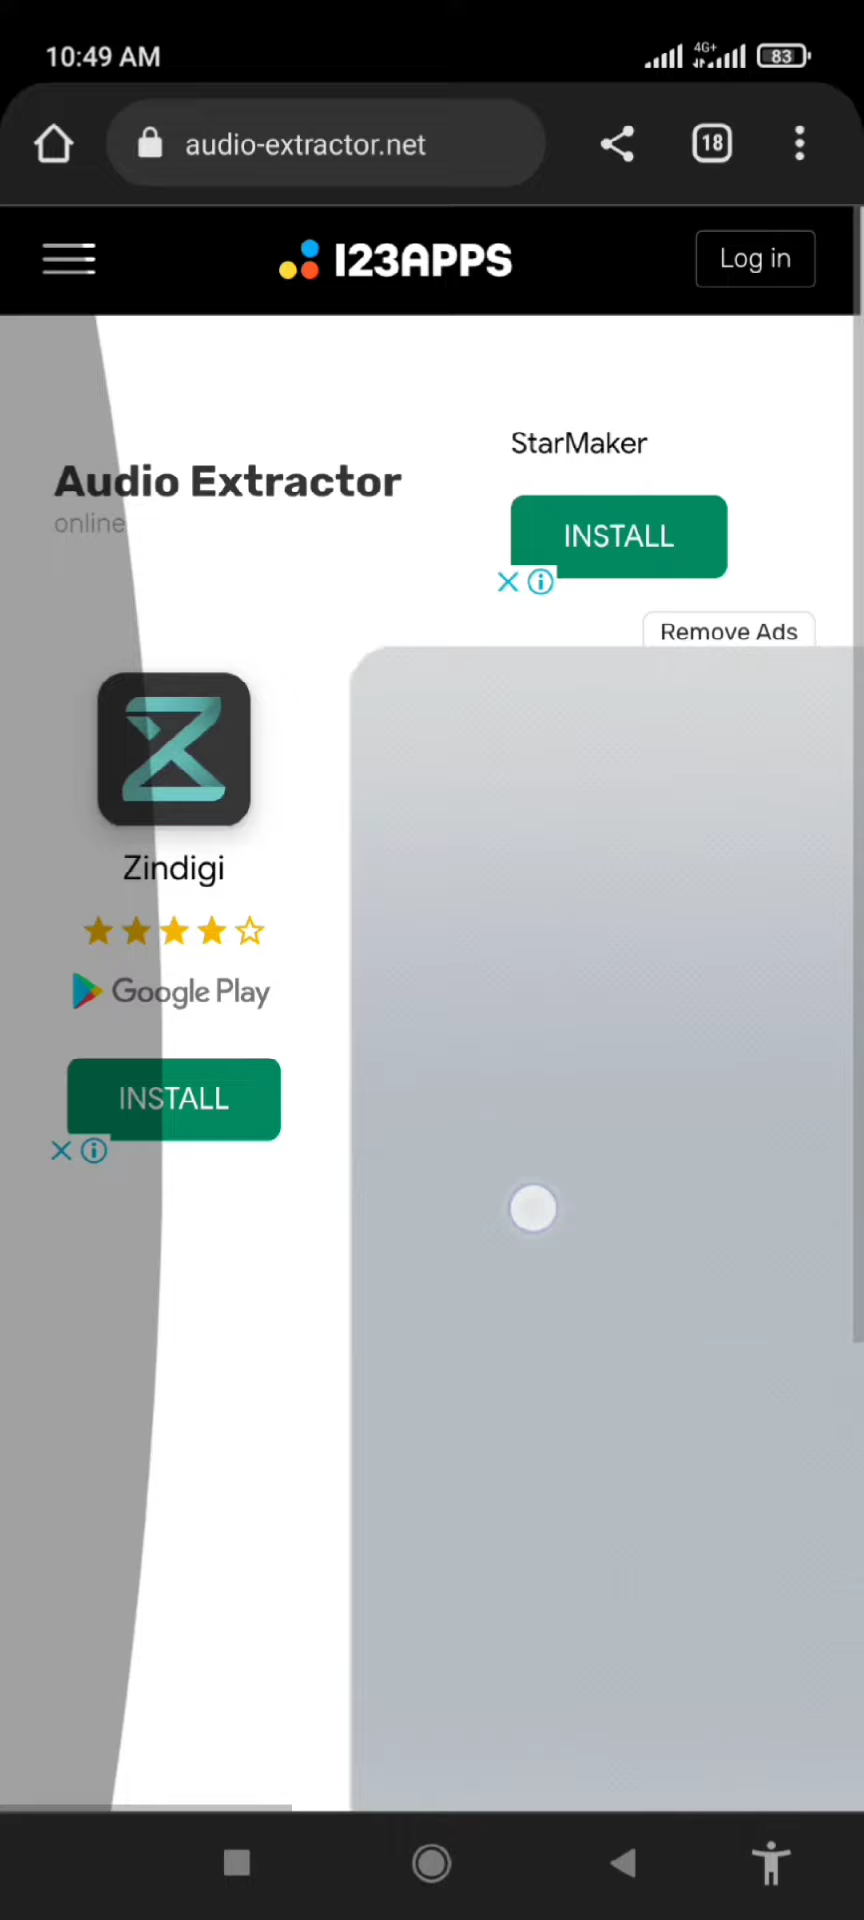 10:49 AM
4G+
83
audio-extractor.net
18
123APPS
Log in
Audio Extractor
online
StarMaker
INSTALL
Remove Ads
Zindigi
Google Play
INSTALL